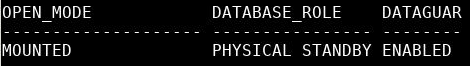 OPEN_MODE DATABASE_ROLE DATAGUAR
-------------------- ---------------- --------
MOUNTED PHYSICAL STANDBY ENABLED